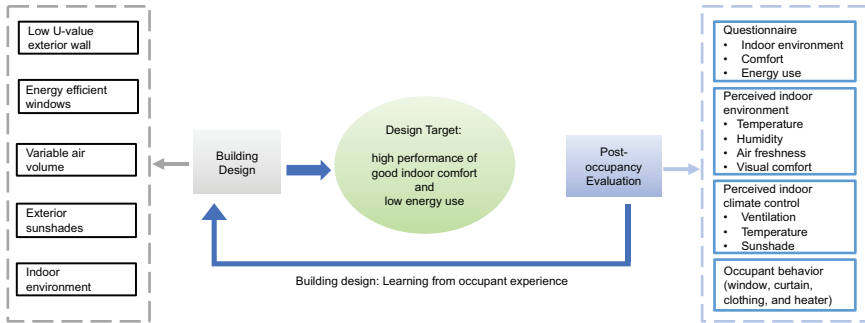 Low U-value
exterior wall
Energy efficient
windows
Variable air
volume
Exterior
sunshades
Indoor
environment
Building
Design
Design Target:
high performance of
good indoor comfort
and
low energy use
Post-
occupancy
Evaluation
Building design: Learning from occupant experience
Questionnaire
• Indoor environment
• Comfort
• Energy use
Perceived indoor
environment
• Temperature
• Humidity
• Air freshness
• Visual comfort
Perceived indoor
climate control
• Ventilation
• Temperature
• Sunshade
Occupant behavior
(window, curtain,
clothing, and heater)